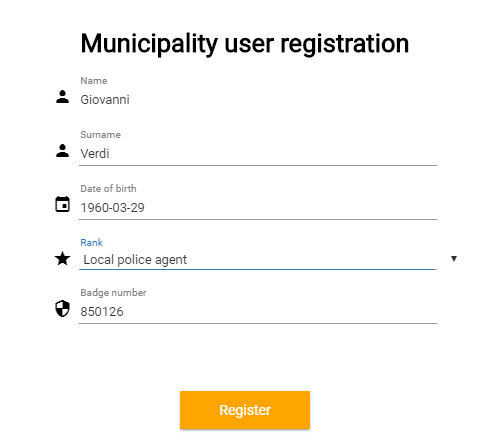 Municipality user registration
Name
Giovanni
Surname
Verdi
Date of birth
1960-03-29
Rank
Local police agent
Badge number
850126
Register